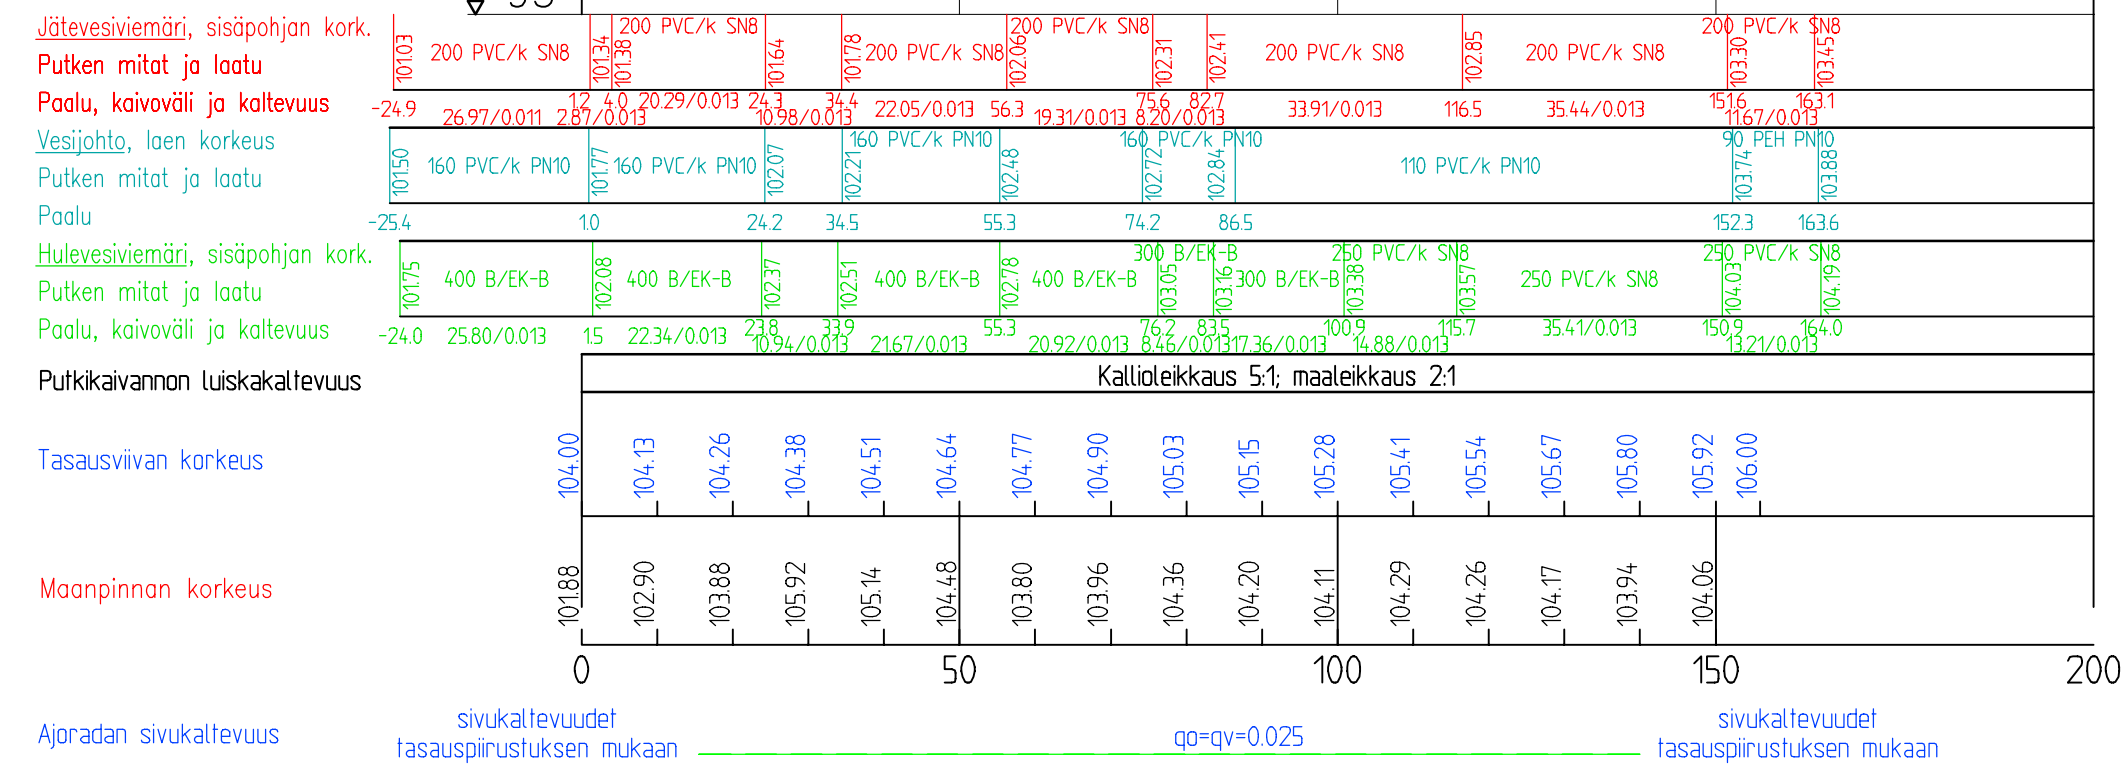 Jätevesiviemäri, sisäpohjan kork.
200 PVC/k SN8 200 PVC/k SN8 200 PVC/k SN8
Putken mitat ja laatu
101.03 200 PVC/k SN8 101.34 101.38 101.64 101.78 200 PVC/k SN8 102.06 102.31 102.41 200 PVC/k SN8 102.85 200 PVC/k SN8 103.30 103.45
Paalu, kaivoväli ja kaltevuus
-24.9 1.2 4.0 20.29/0.013 24.3 34.4 22.05/0.013 56.3 75.6 82.7 33.91/0.013 116.5 35.44/0.013 151.6 163.1
26.97/0.011 2.87/0.013 10.98/0.013 19.31/0.013 8.20/0.013 11.67/0.013
Vesijohto, laen korkeus
160 PVC/k PN10 160 PVC/k PN10 90 PEH PN10
Putken mitat ja laatu
101.50 160 PVC/k PN10 101.77 160 PVC/k PN10 102.07 102.21 102.48 102.72 102.84 110 PVC/k PN10 103.74 103.88
Paalu
-25.4 1.0 24.2 34.5 55.3 74.2 86.5 152.3 163.6
Hulevesiviemäri, sisäpohjan kork.
300 B/EK-B 250 PVC/k SN8 250 PVC/k SN8
Putken mitat ja laatu
101.75 400 B/EK-B 102.08 400 B/EK-B 102.37 102.51 400 B/EK-B 102.78 400 B/EK-B 103.05 103.16 300 B/EK-B 103.38 103.57 250 PVC/k SN8 104.03 104.19
Paalu, kaivoväli ja kaltevuus
-24.0 25.80/0.013 1.5 22.34/0.013 23.8 33.9 55.3 76.2 83.5 100.9 115.7 35.41/0.013 150.9 164.0
10.94/0.013 21.67/0.013 20.92/0.013 8.46/0.013 17.36/0.013 14.88/0.013 13.21/0.013
Putkikaivannon luiskakaltevuus
Kallioleikkaus 5:1; maaleikkaus 2:1
Tasausviivan korkeus
104.00 104.13 104.26 104.38 104.51 104.64 104.77 104.90 105.03 105.15 105.28 105.41 105.54 105.67 105.80 105.92 106.00
Maanpinnan korkeus
101.88 102.90 103.88 105.92 105.14 104.48 103.80 103.96 104.36 104.20 104.11 104.29 104.26 104.17 103.94 104.06
0 50 100 150 200
Ajoradan sivukaltevuus
sivukaltevuudet
tasauspiirustuksen mukaan
qo=qv=0.025
sivukaltevuudet
tasauspiirustuksen mukaan